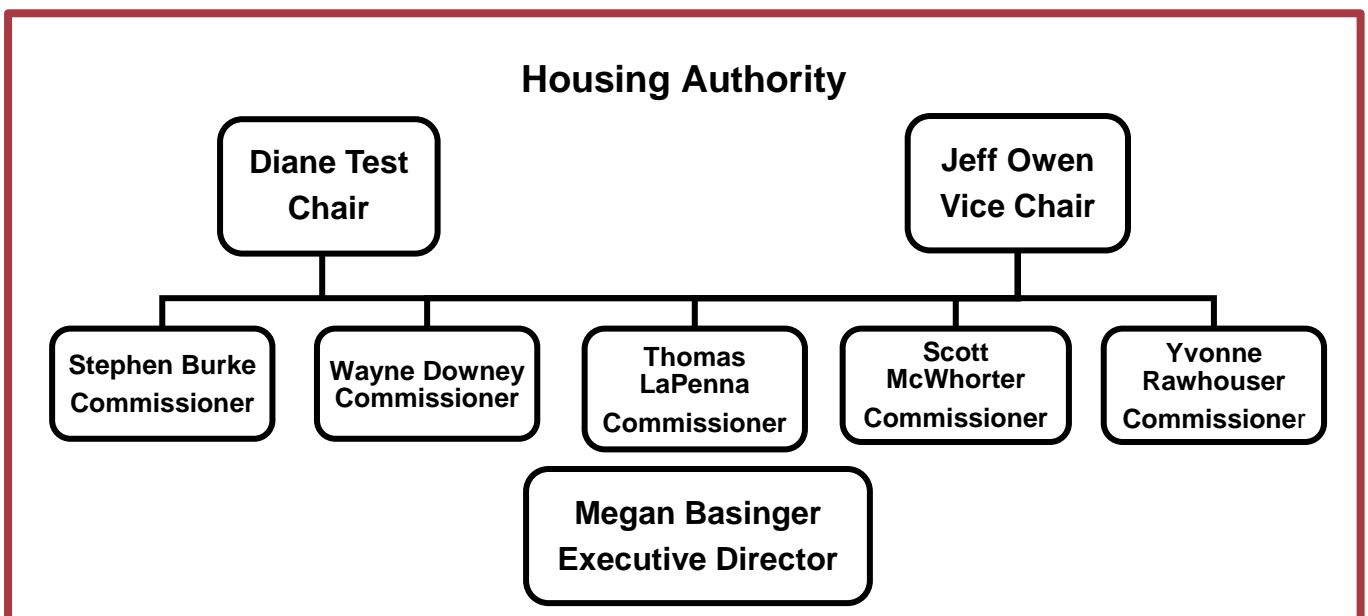 Housing Authority
Diane Test
Chair
Jeff Owen
Vice Chair
Stephen Burke
Commissioner
Wayne Downey
Commissioner
Thomas
LaPenna
Commissioner
Scott
McWhorter
Commissioner
Yvonne
Rawhouser
Commissioner
Megan Basinger
Executive Director